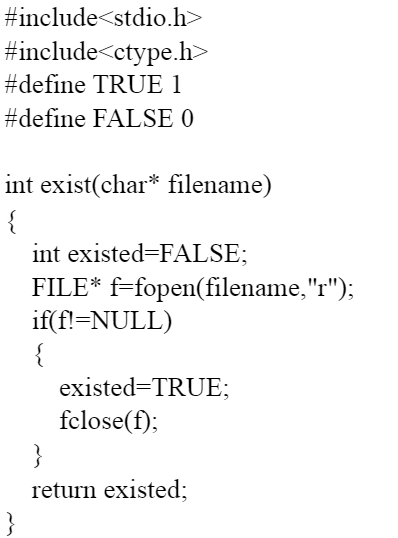 #include<stdio.h>
#include<ctype.h>
#define TRUE 1
#define FALSE 0

int exist(char* filename)
{
    int existed=FALSE;
    FILE* f=fopen(filename,"r");
    if(f!=NULL)
    {
        existed=TRUE;
        fclose(f);
    }
    return existed;
}